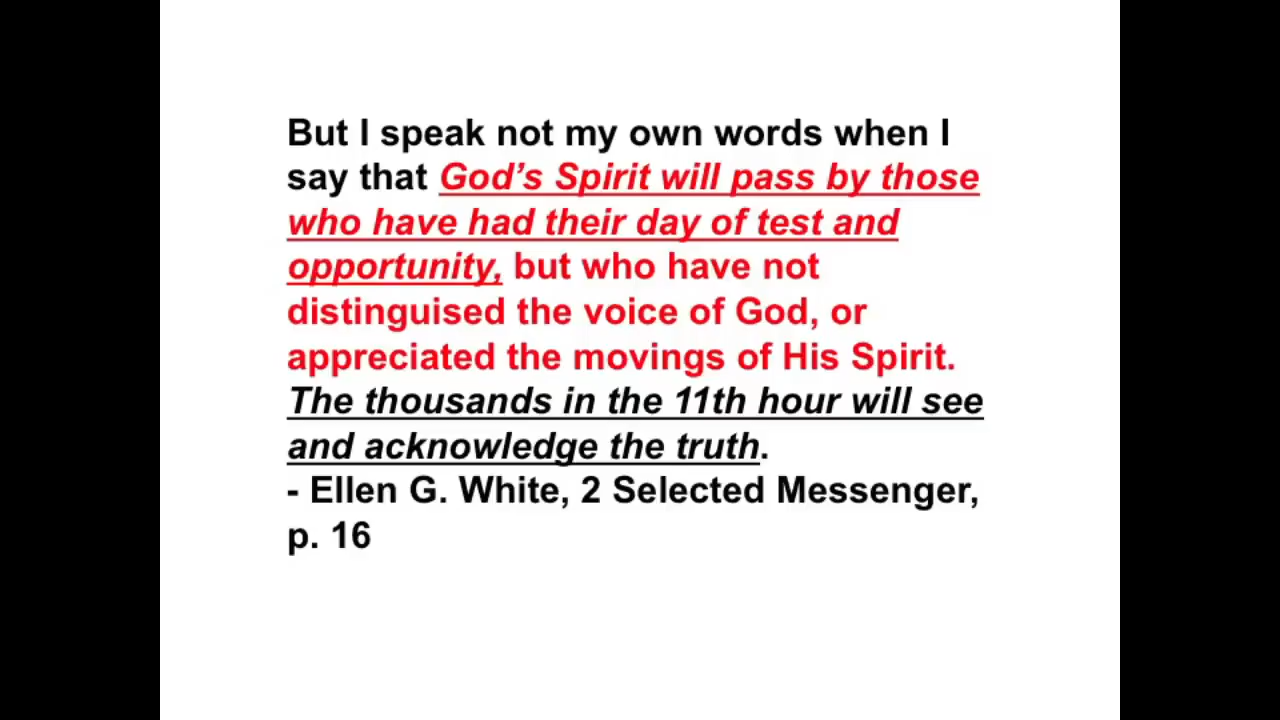 But I speak not my own words when I
say that God’s Spirit will pass by those
who have had their day of test and
opportunity, but who have not
distinguised the voice of God, or
appreciated the movings of His Spirit.
The thousands in the 11th hour will see
and acknowledge the truth.
- Ellen G. White, 2 Selected Messenger,
p. 16